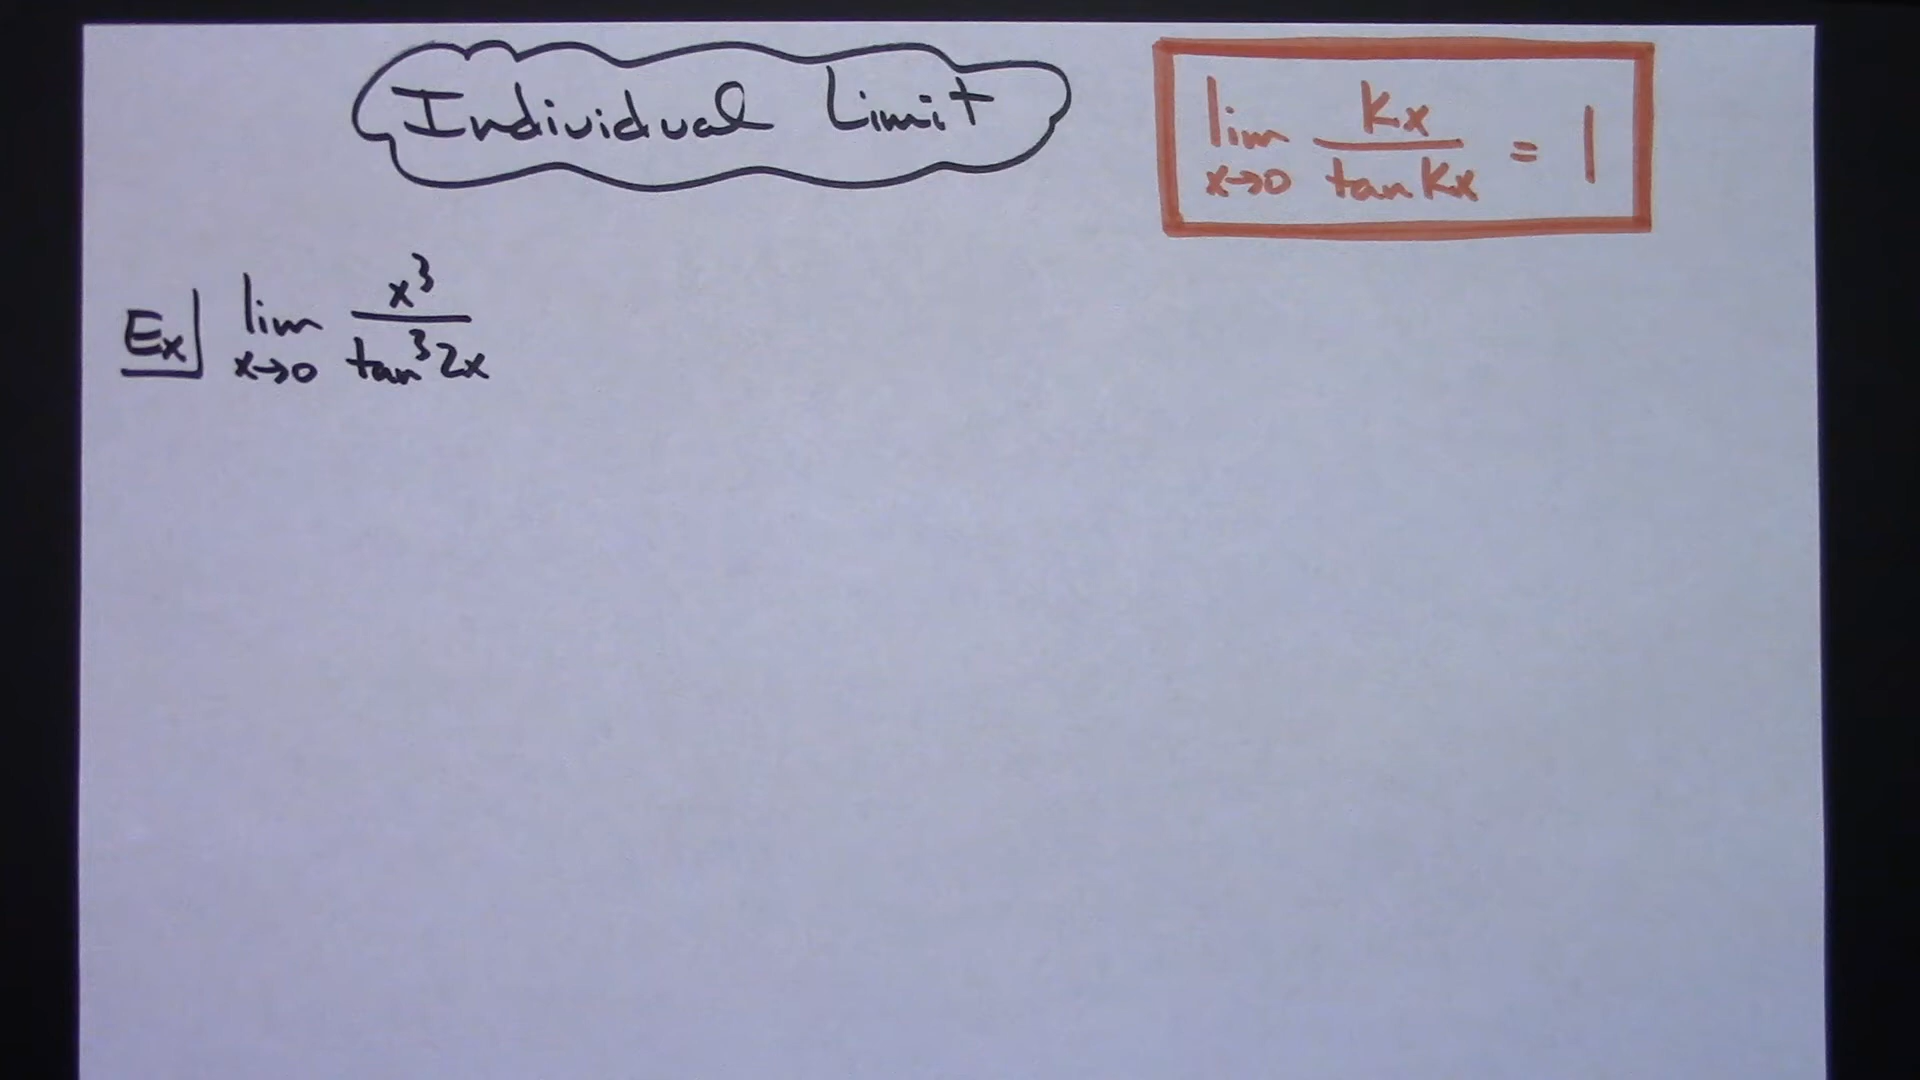 Individual Limit
lim x→0 Kx / tan Kx = 1
Ex lim x→0 x³ / tan³2x